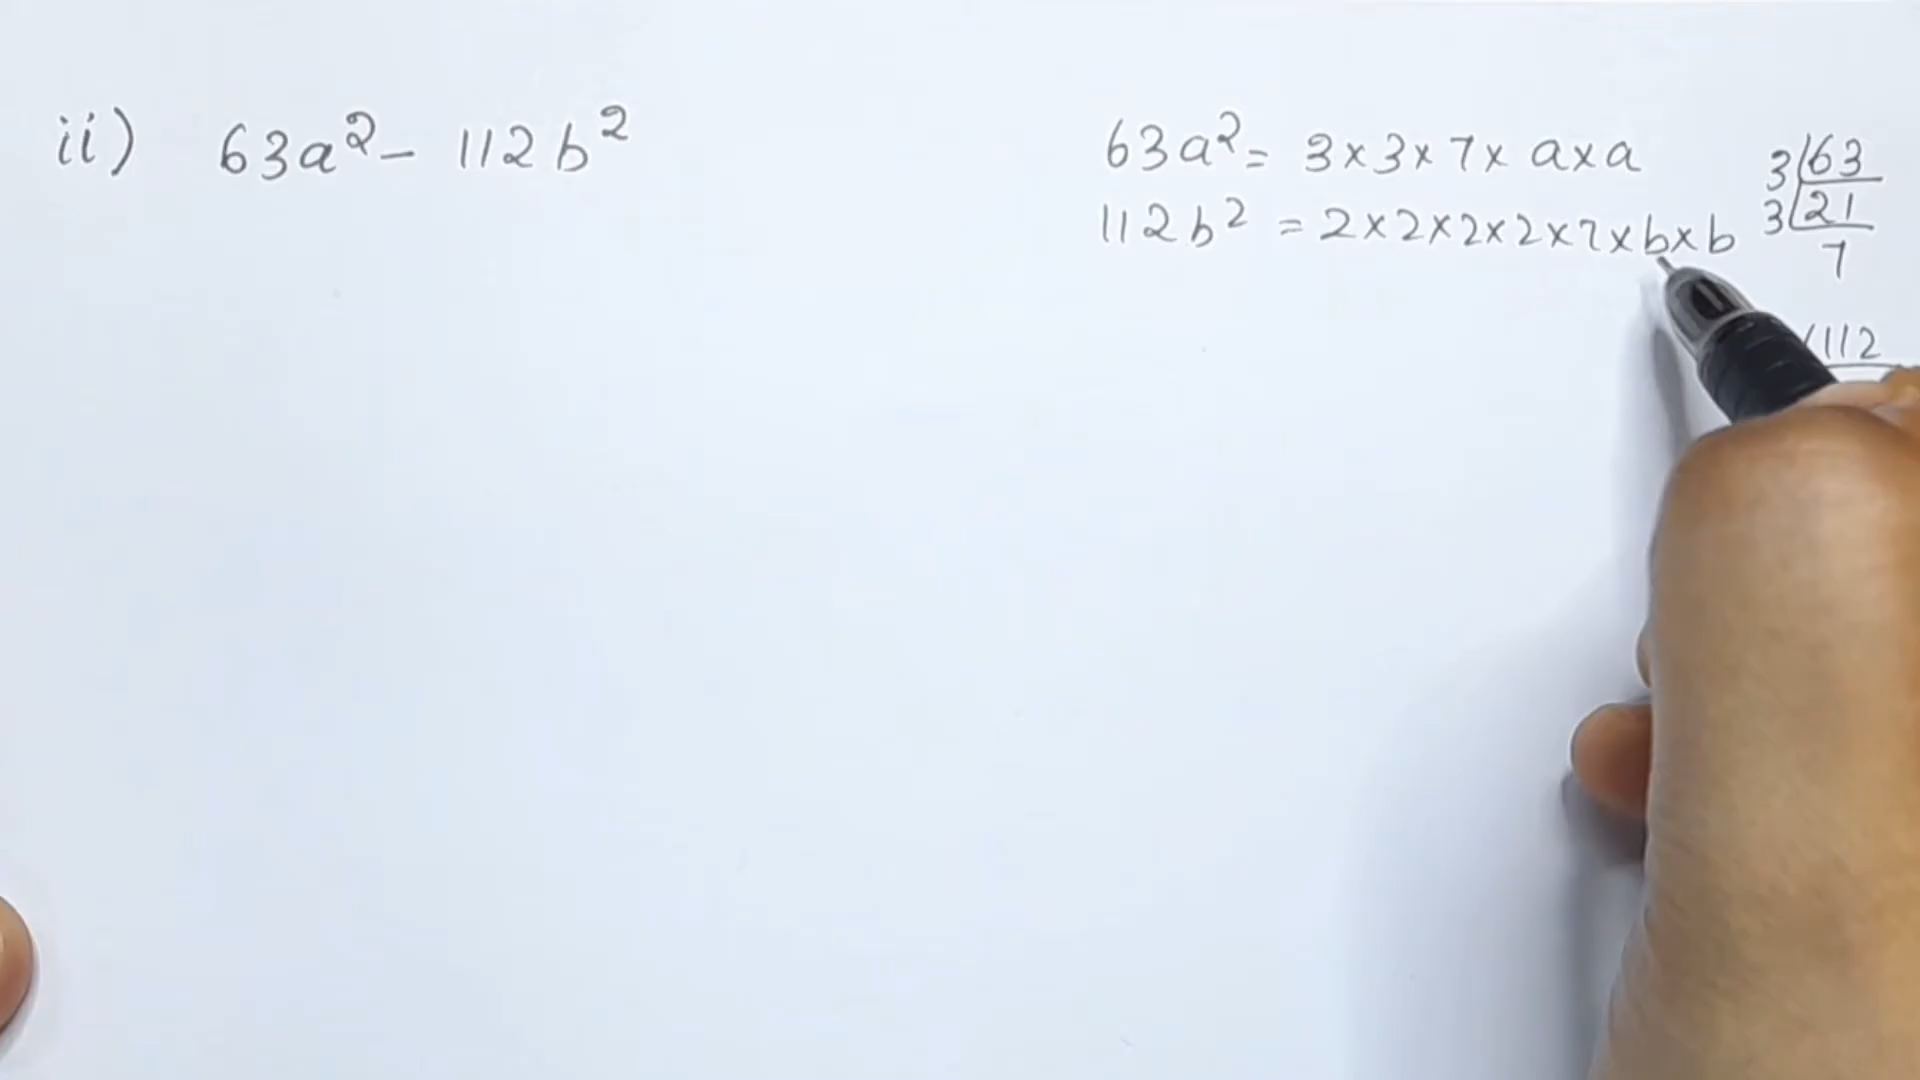 ii) 63a² - 112b²
63a² = 3×3×7× a×a
112b² = 2×2×2×2×7×b×b
3 63
3 21
7
112